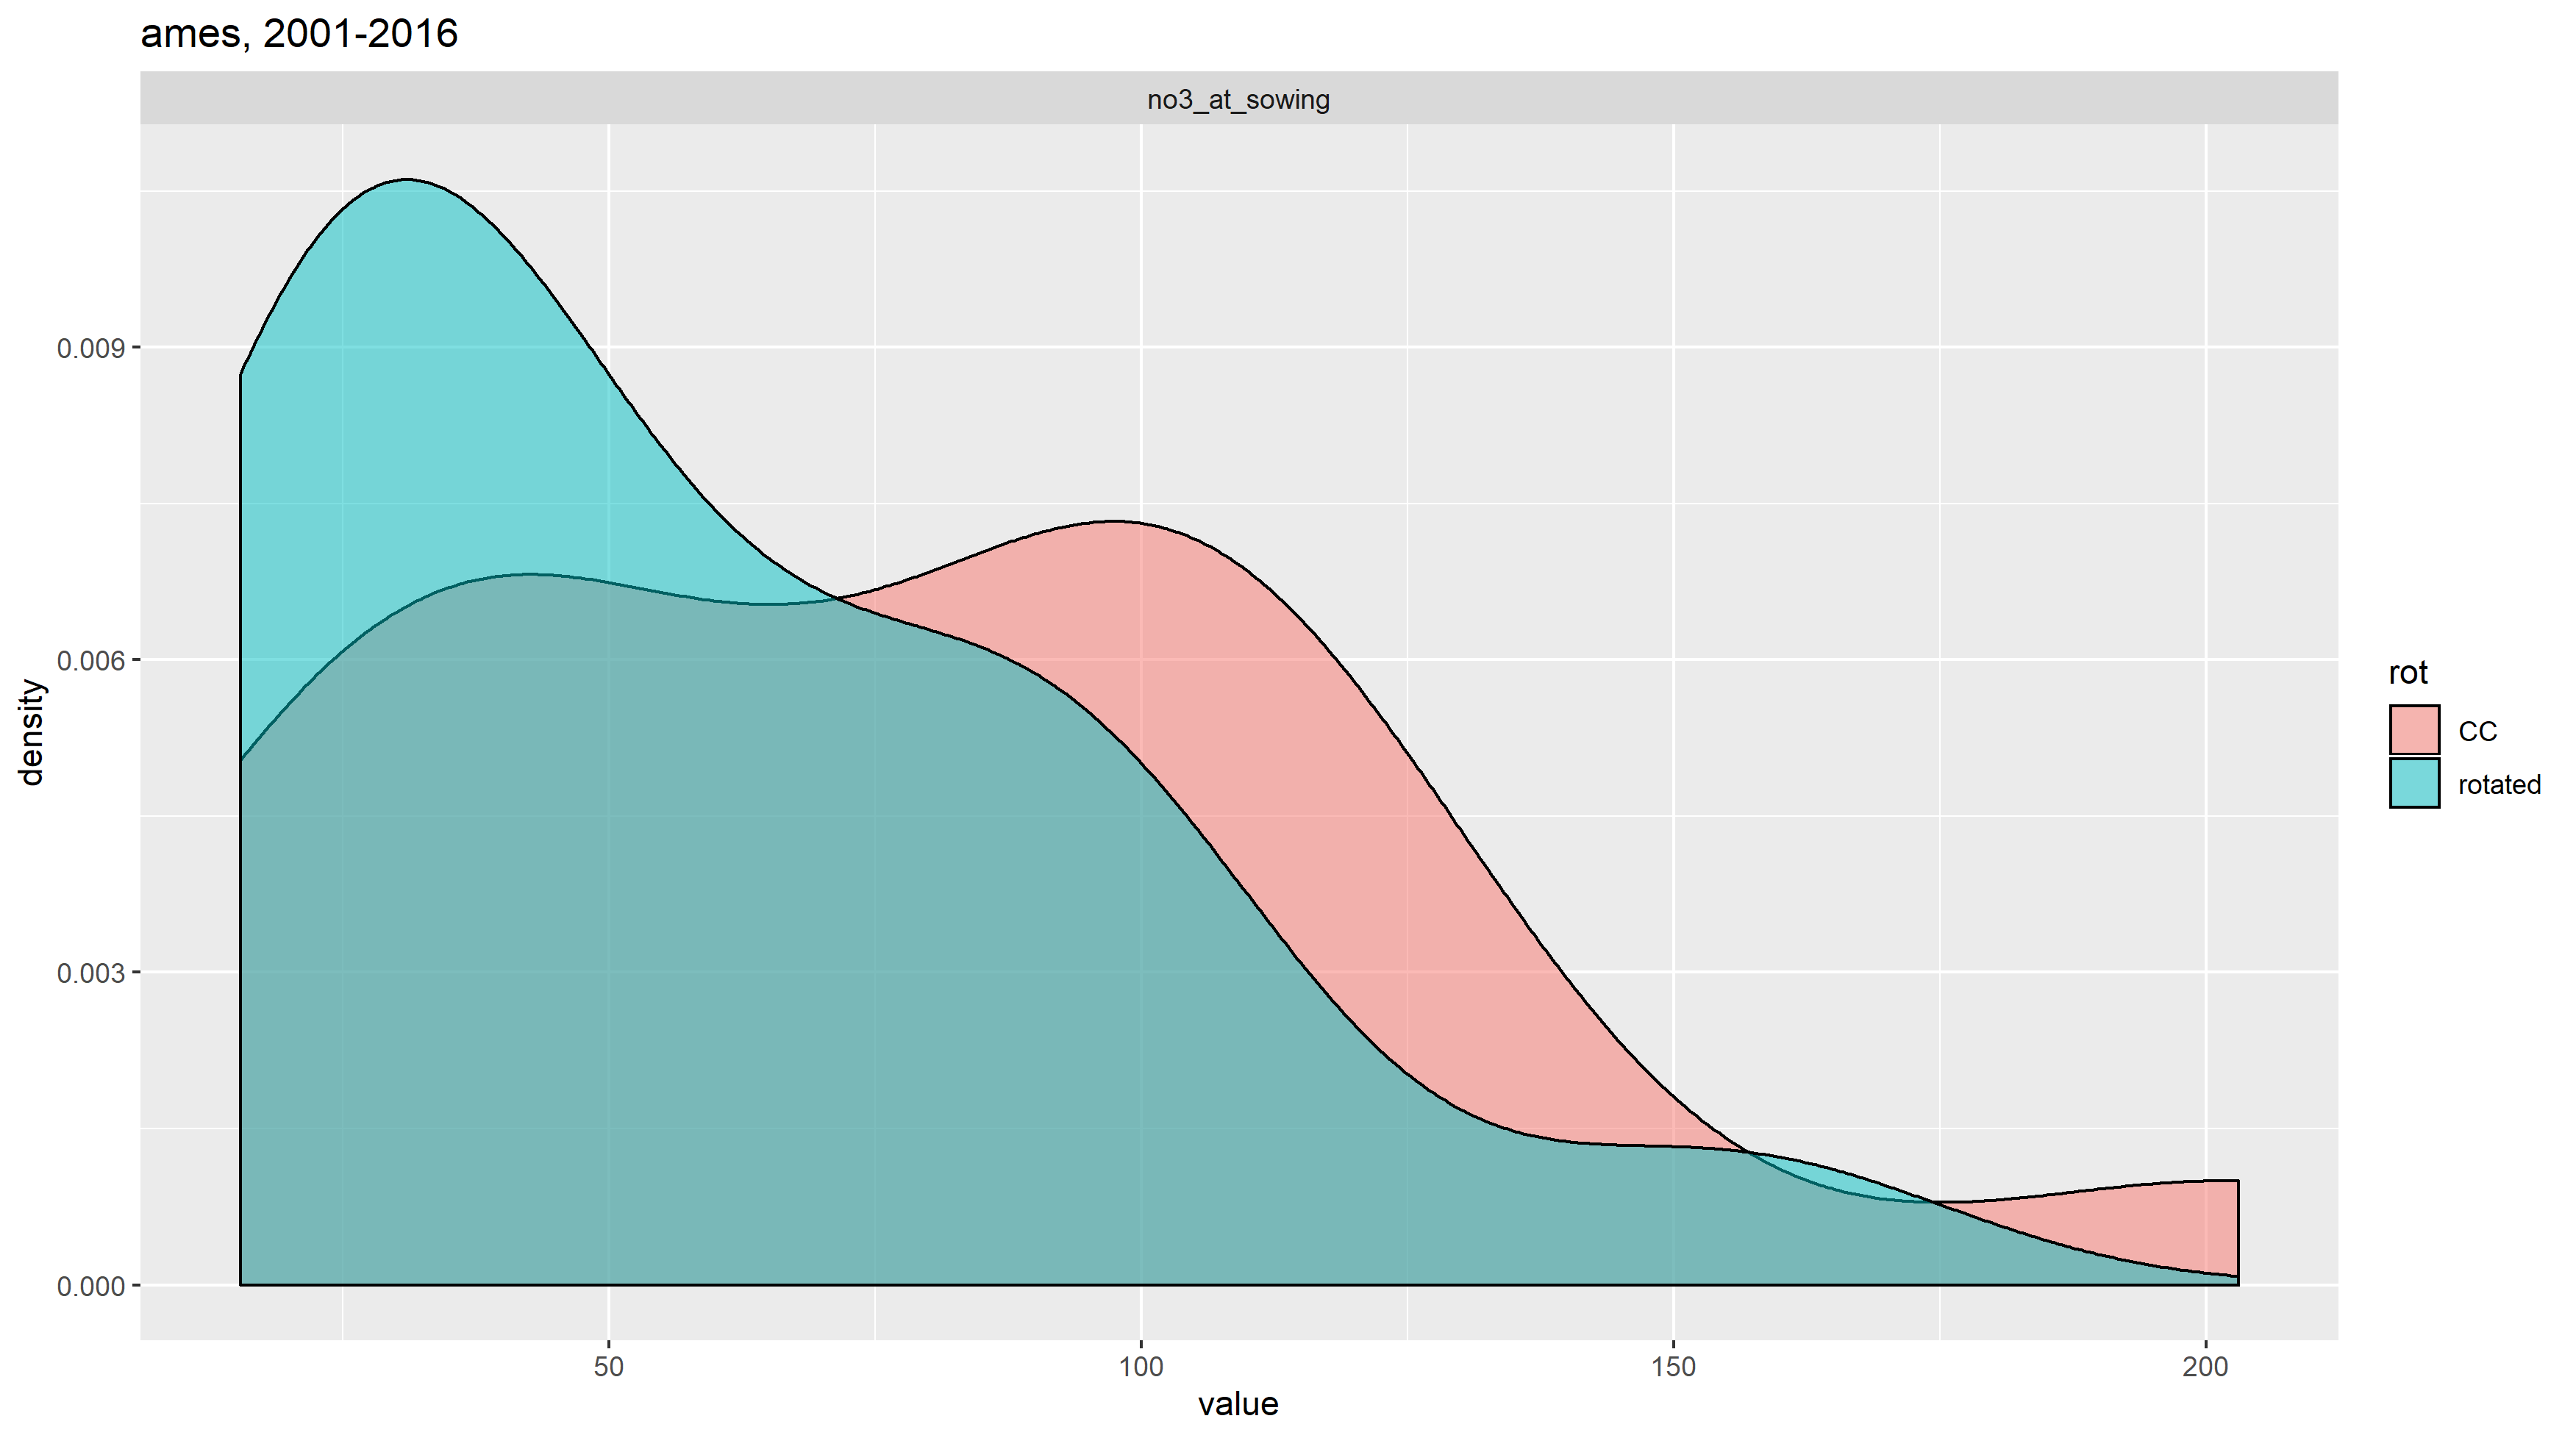 ames, 2001-2016
no3_at_sowing
density
0.009
0.006
0.003
0.000
50 100 150 200
value
rot
CC
rotated